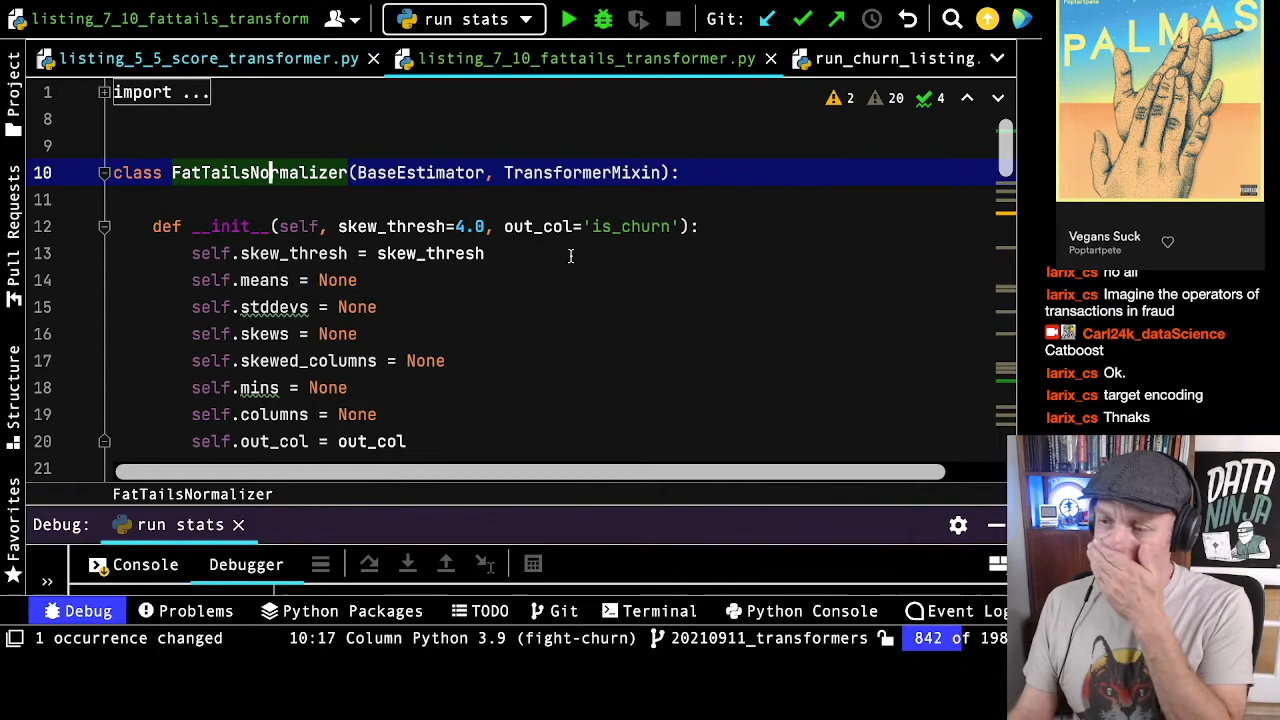 listing_7_10_fattails_transform
run stats
Git:
listing_5_5_score_transformer.py
listing_7_10_fattails_transformer.py
run_churn_listing.
Project
Pull Requests
Structure
Favorites
1 import ...
2 20 4
8
9
10 class FatTailsNormalizer(BaseEstimator, TransformerMixin):
11
12 def __init__(self, skew_thresh=4.0, out_col='is_churn'):
13 self.skew_thresh = skew_thresh
14 self.means = None
15 self.stddevs = None
16 self.skews = None
17 self.skewed_columns = None
18 self.mins = None
19 self.columns = None
20 self.out_col = out_col
21
FatTailsNormalizer
Debug: run stats
Console Debugger
Debug Problems Python Packages TODO Git Terminal Python Console Event Log
1 occurrence changed 10:17 Column Python 3.9 (fight-churn) 20210911_transformers 842 of 198
Poptartpete
PALMAS
Vegans Suck
Poptartpete
larix_cs no all
larix_cs Imagine the operators of
transactions in fraud
Carl24k_dataScience
Catboost
larix_cs Ok.
larix_cs target encoding
larix_cs Thnaks
DATA
NINJA